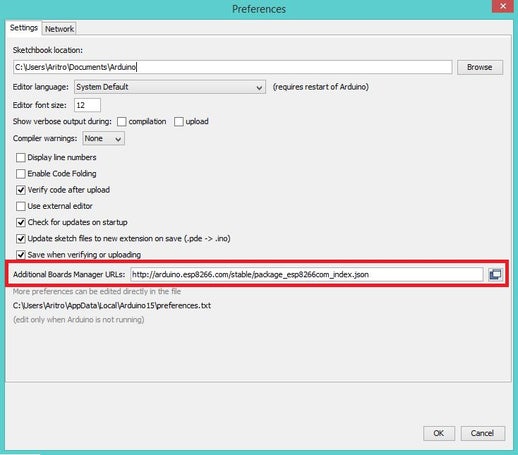 Preferences
Settings Network
Sketchbook location:
C:\Users\Aritro\Documents\Arduino Browse
Editor language: System Default (requires restart of Arduino)
Editor font size: 12
Show verbose output during: compilation upload
Compiler warnings: None
Display line numbers
Enable Code Folding
Verify code after upload
Use external editor
Check for updates on startup
Update sketch files to new extension on save (.pde -> .ino)
Save when verifying or uploading
Additional Boards Manager URLs: http://arduino.esp8266.com/stable/package_esp8266com_index.json
More preferences can be edited directly in the file
C:\Users\Aritro\AppData\Local\Arduino15\preferences.txt
(edit only when Arduino is not running)
OK Cancel